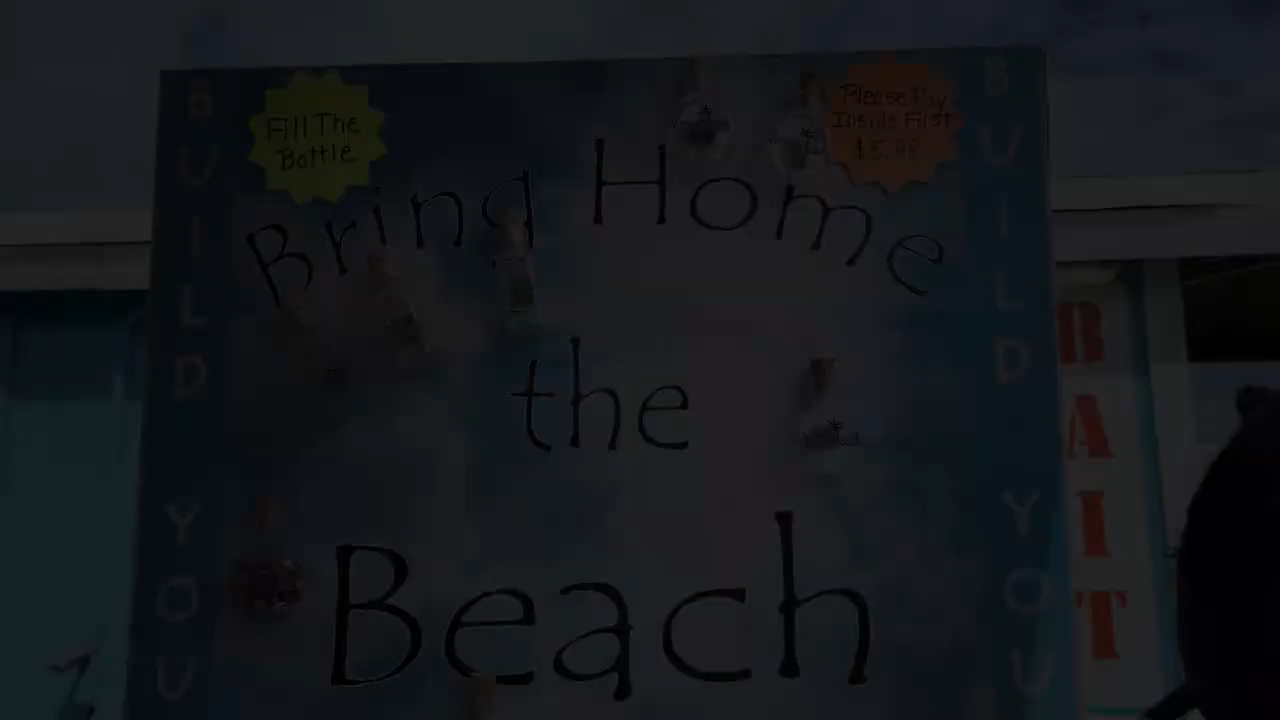 Fill The
Bottle
Please Pay
Inside First
Bring Home
the
Beach
BUILD YOU
BUILD YOU
BAIT